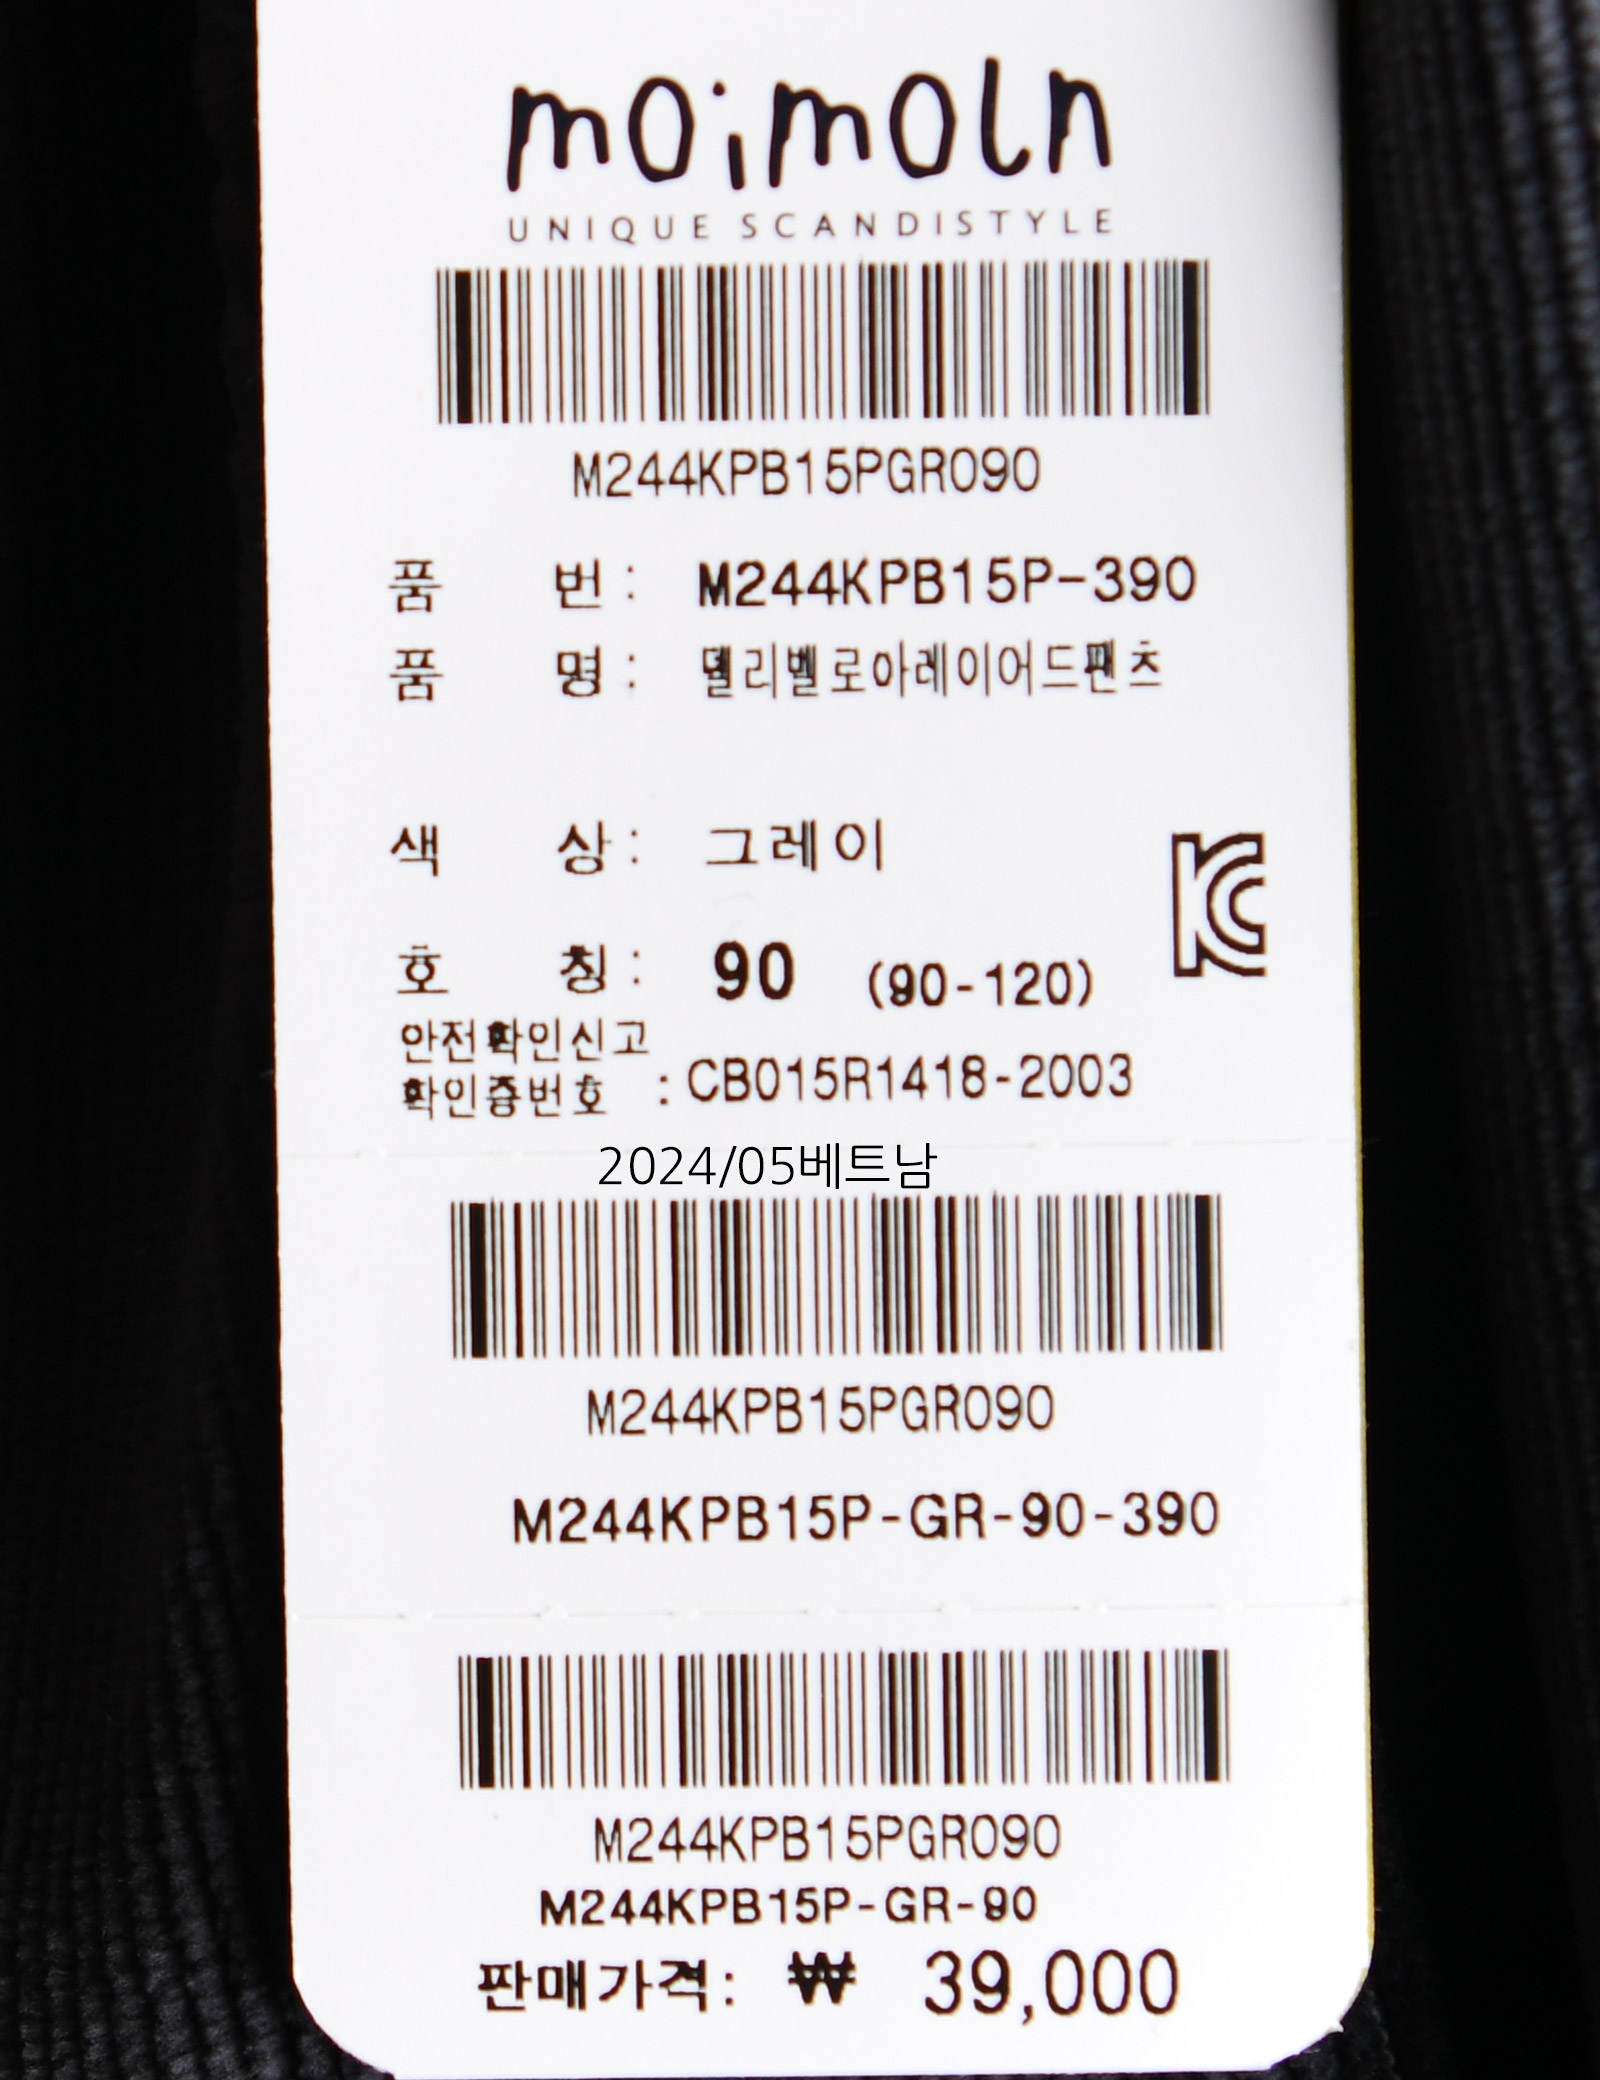 moimoln
UNIQUE SCANDISTYLE
M244KPB15PGR090
품 번 : M244KPB15P-390
품 명 : 델리벨로아레이어드팬츠
색 상 : 그레이
호 칭 : 90 (90-120)
안전확인신고
확인증번호 : CB015R1418-2003
2024/05베트남
M244KPB15PGR090
M244KPB15P-GR-90-390
M244KPB15PGR090
M244KPB15P-GR-90
판매가격: ₩ 39,000